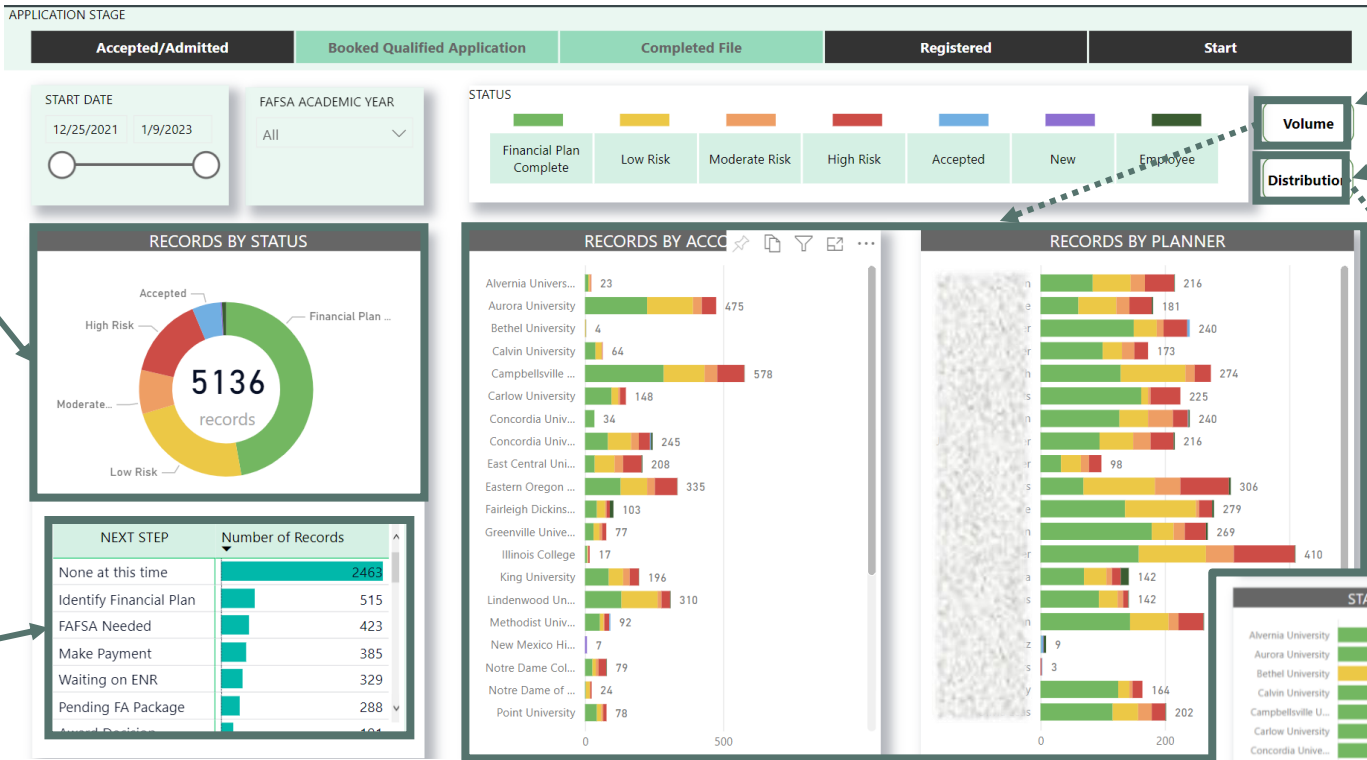 APPLICATION STAGE
Accepted/Admitted Booked Qualified Application Completed File Registered Start
START DATE
12/25/2021 1/9/2023
FAFSA ACADEMIC YEAR
All
STATUS
Financial Plan
Complete
Low Risk
Moderate Risk
High Risk
Accepted
New
Employee
Volume
Distribution
RECORDS BY STATUS
Accepted
High Risk
Financial Plan ...
Moderate...
Low Risk
5136
records
NEXT STEP Number of Records
None at this time 2463
Identify Financial Plan 515
FAFSA Needed 423
Make Payment 385
Waiting on ENR 329
Pending FA Package 288
RECORDS BY ACCO
Alvernia Univers... 23
Aurora University 475
Bethel University 4
Calvin University 64
Campbellsville ... 578
Carlow University 148
Concordia Univ... 34
Concordia Univ... 245
East Central Uni... 208
Eastern Oregon ... 335
Fairleigh Dickins... 103
Greenville Unive... 77
Illinois College 17
King University 196
Lindenwood Un... 310
Methodist Univ... 92
New Mexico Hi... 7
Notre Dame Col... 79
Notre Dame of ... 24
Point University 78
0 500
RECORDS BY PLANNER
216
181
240
173
274
225
240
216
98
306
279
269
410
142
142
9
3
164
202
0 200
STA
Alvernia University
Aurora University
Bethel University
Calvin University
Campbellsville U...
Carlow University
Concordia Unive...